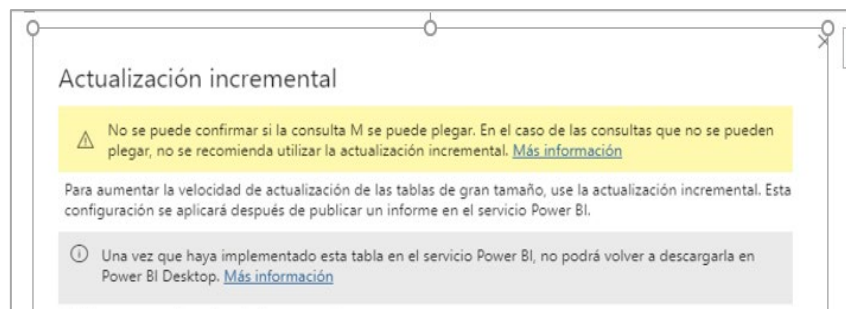 Actualización incremental
No se puede confirmar si la consulta M se puede plegar. En el caso de las consultas que no se pueden
plegar, no se recomienda utilizar la actualización incremental. Más información
Para aumentar la velocidad de actualización de las tablas de gran tamaño, use la actualización incremental. Esta
configuración se aplicará después de publicar un informe en el servicio Power BI.
Una vez que haya implementado esta tabla en el servicio Power BI, no podrá volver a descargarla en
Power BI Desktop. Más información